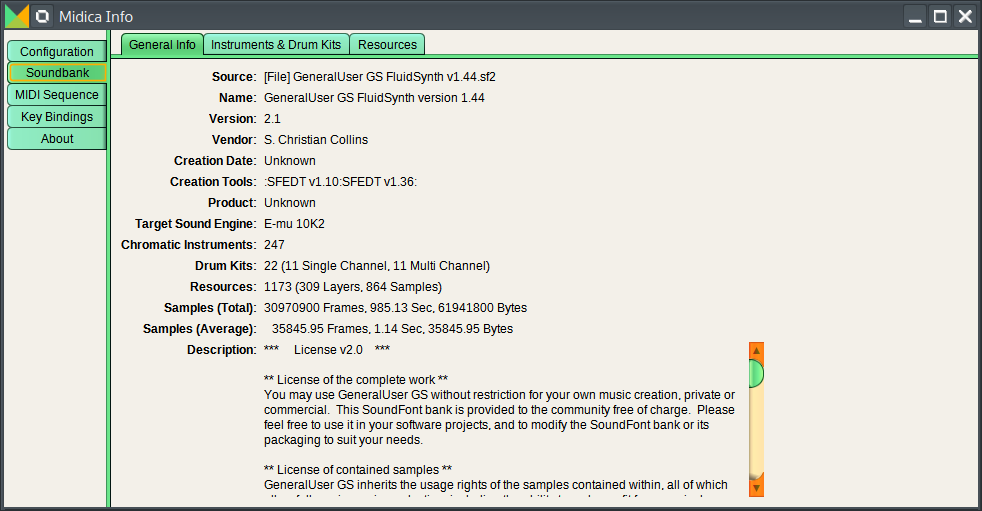 Midica Info
Configuration
Soundbank
MIDI Sequence
Key Bindings
About
General Info
Instruments & Drum Kits
Resources
Source: [File] GeneralUser GS FluidSynth v1.44.sf2
Name: GeneralUser GS FluidSynth version 1.44
Version: 2.1
Vendor: S. Christian Collins
Creation Date: Unknown
Creation Tools: :SFEDT v1.10:SFEDT v1.36:
Product: Unknown
Target Sound Engine: E-mu 10K2
Chromatic Instruments: 247
Drum Kits: 22 (11 Single Channel, 11 Multi Channel)
Resources: 1173 (309 Layers, 864 Samples)
Samples (Total): 30970900 Frames, 985.13 Sec, 61941800 Bytes
Samples (Average): 35845.95 Frames, 1.14 Sec, 35845.95 Bytes
Description: *** License v2.0 ***
** License of the complete work **
You may use GeneralUser GS without restriction for your own music creation, private or
commercial. This SoundFont bank is provided to the community free of charge. Please
feel free to use it in your software projects, and to modify the SoundFont bank or its
packaging to suit your needs.
** License of contained samples **
GeneralUser GS inherits the usage rights of the samples contained within, all of which